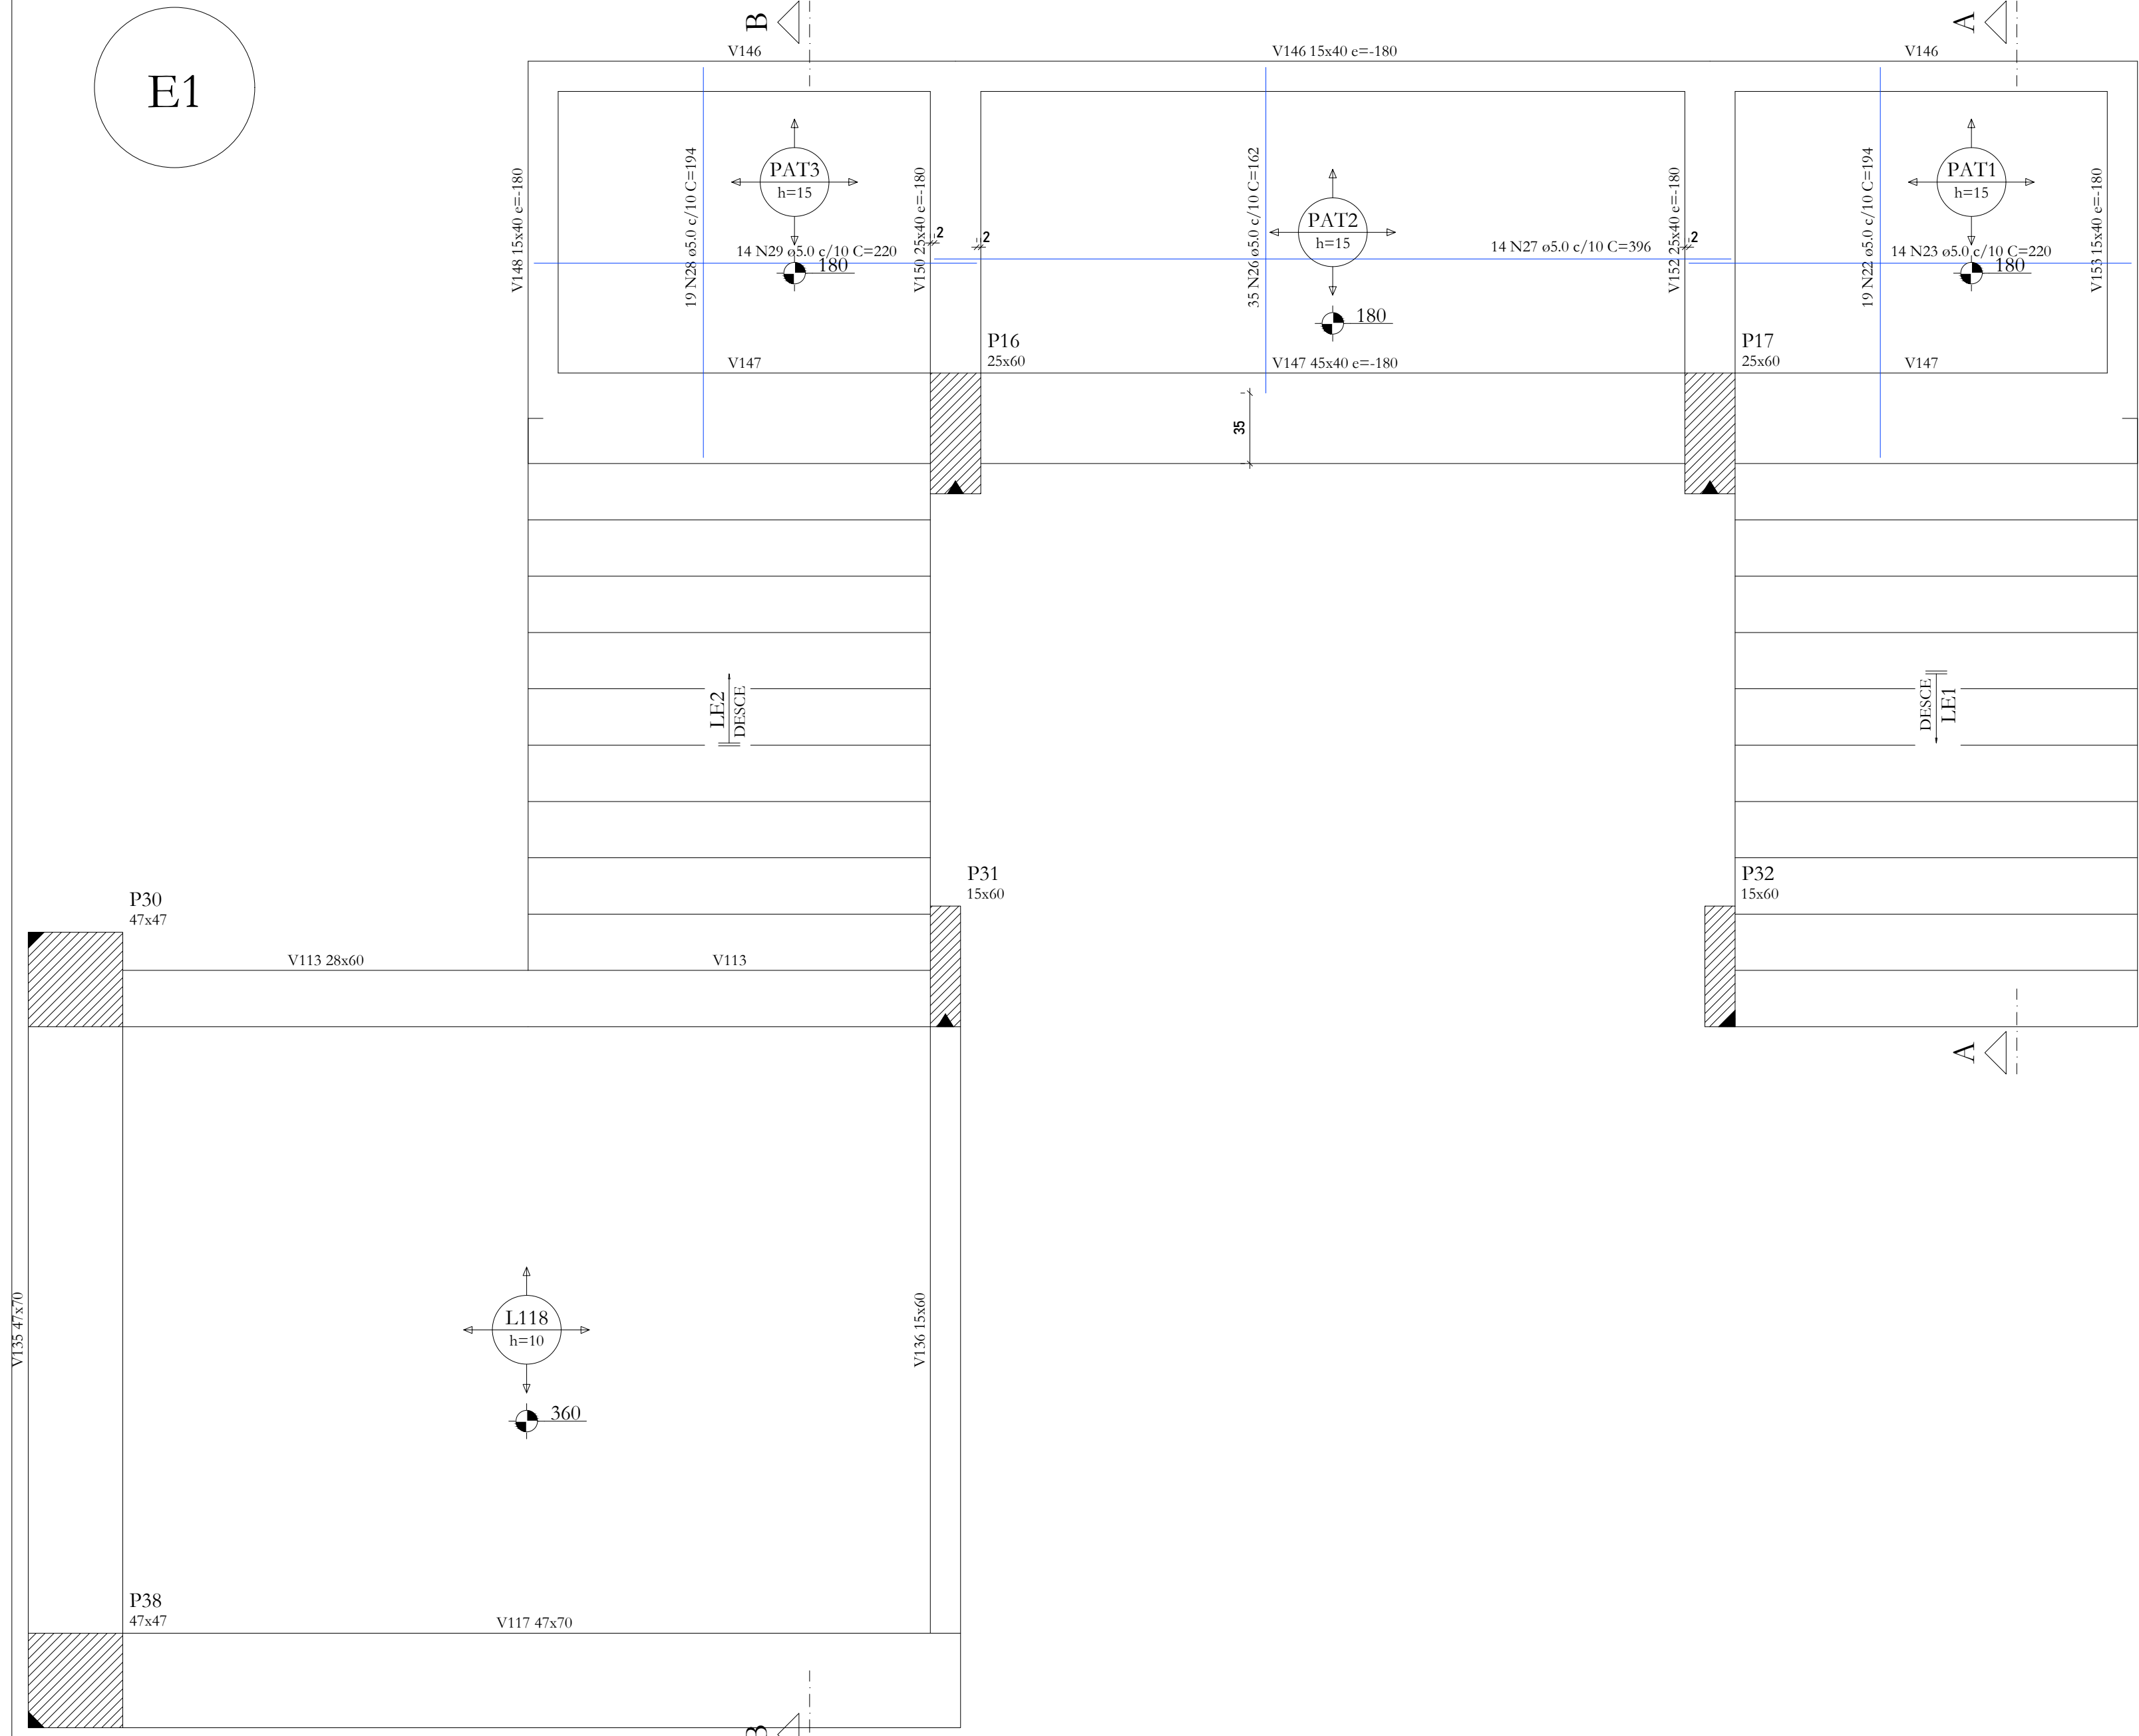 B
A
E1
V146
V146 15x40 e=-180
V146
V148 15x40 e=-180
19 N28 ø5.0 c/10 C=194
PAT3
h=15
14 N29 ø5.0 c/10 C=220
180
V150 25x40 e=-180
2
2
35 N26 ø5.0 c/10 C=162
PAT2
h=15
180
14 N27 ø5.0 c/10 C=396
V152 25x40 e=-180
2
19 N22 ø5.0 c/10 C=194
PAT1
h=15
14 N23 ø5.0 c/10 C=220
180
V153 15x40 e=-180
P16
25x60
P17
25x60
V147
V147 45x40 e=-180
V147
35
LE2
DESCE
DESCE
LE1
P30
47x47
P31
15x60
P32
15x60
V113 28x60
V113
A
V135 47x70
L118
h=10
360
V136 15x60
P38
47x47
V117 47x70
B